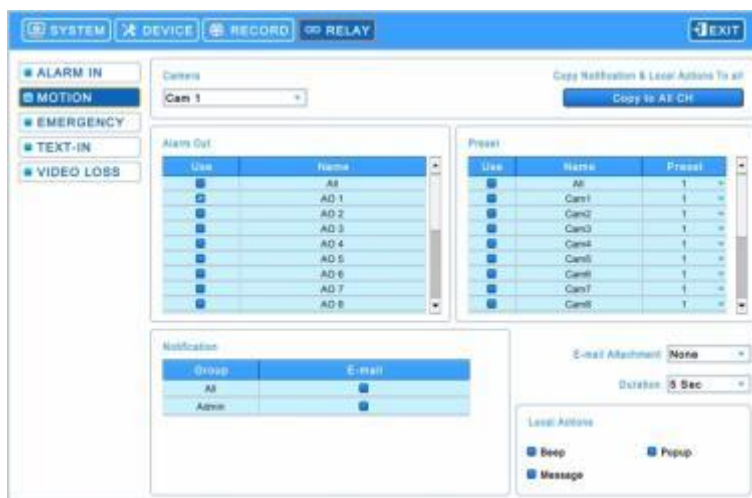 SYSTEM DEVICE RECORD RELAY EXIT
ALARM IN
MOTION
EMERGENCY
TEXT-IN
VIDEO LOSS
Camera
Cam 1
Copy Notification & Local Actions To all
Copy to All CH
Alarm Out
Use Name
All
AO 1
AO 2
AO 3
AO 4
AO 5
AO 6
AO 7
AO 8
Preset
Use Name Preset
All 1
Cam1 1
Cam2 1
Cam3 1
Cam4 1
Cam5 1
Cam6 1
Cam7 1
Cam8 1
Notification
Group E-mail
All
Admin
E-mail Attachment None
Duration 5 Sec
Local Actions
Beep Popup
Message